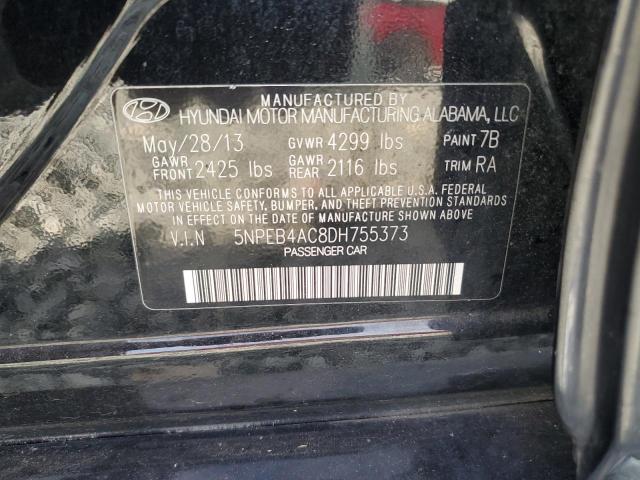 MANUFACTURED BY
HYUNDAI MOTOR MANUFACTURING ALABAMA, LLC
May/28/13 GVWR 4299 lbs PAINT 7B
GAWR FRONT 2425 lbs GAWR REAR 2116 lbs TRIM RA
THIS VEHICLE CONFORMS TO ALL APPLICABLE U.S.A. FEDERAL
MOTOR VEHICLE SAFETY, BUMPER, AND THEFT PREVENTION
STANDARDS IN EFFECT ON THE DATE OF MANUFACTURE SHOWN ABOVE.
V.I.N 5NPEB4AC8DH755373
PASSENGER CAR